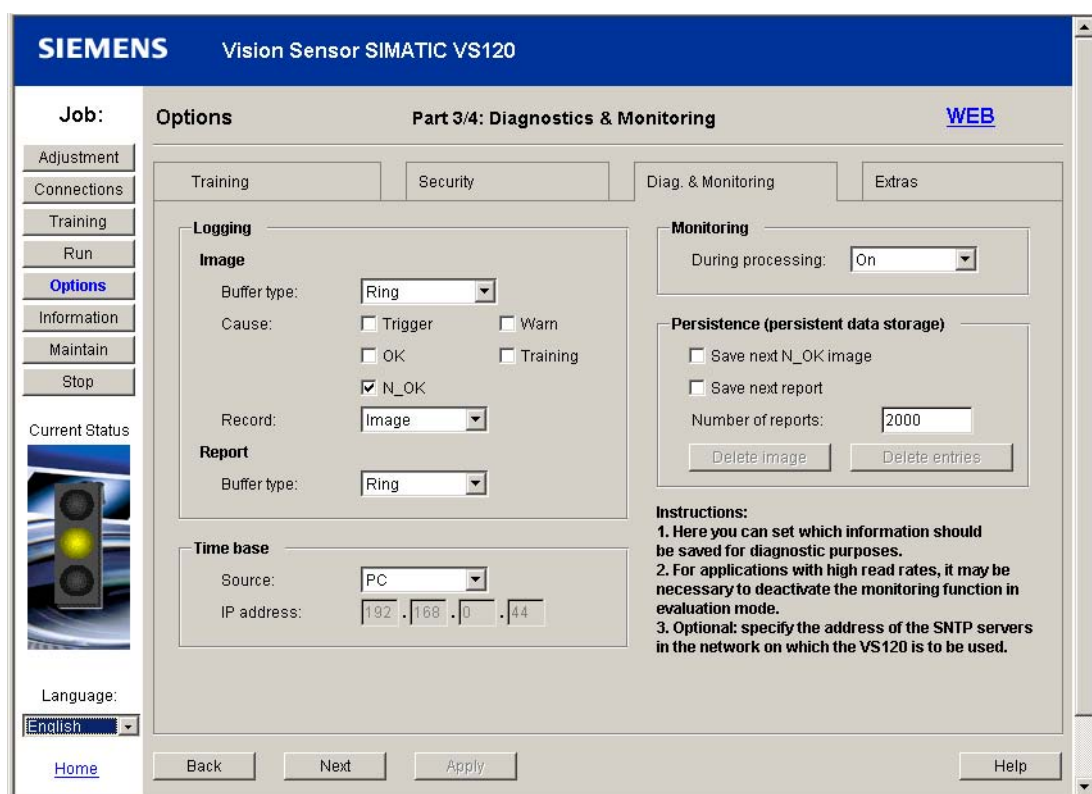 SIEMENS Vision Sensor SIMATIC VS120
Job:
Adjustment
Connections
Training
Run
Options
Information
Maintain
Stop
Current Status
Language:
English
Home
Options Part 3/4: Diagnostics & Monitoring WEB
Training Security Diag. & Monitoring Extras
Logging
Image
Buffer type: Ring
Cause: Trigger Warn
OK Training
N_OK
Record: Image
Report
Buffer type: Ring
Time base
Source: PC
IP address: 192 . 168 . 0 . 44
Monitoring
During processing: On
Persistence (persistent data storage)
Save next N_OK image
Save next report
Number of reports: 2000
Delete image Delete entries
Instructions:
1. Here you can set which information should
be saved for diagnostic purposes.
2. For applications with high read rates, it may be
necessary to deactivate the monitoring function in
evaluation mode.
3. Optional: specify the address of the SNTP servers
in the network on which the VS120 is to be used.
Back Next Apply Help